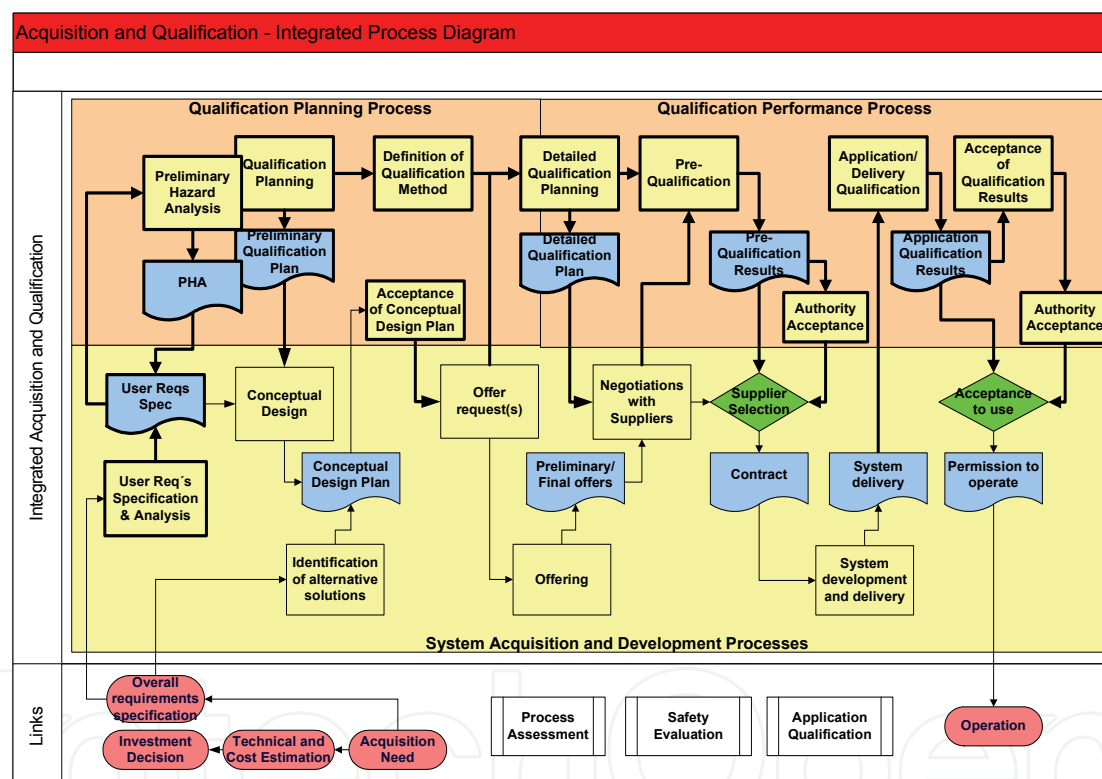 Acquisition and Qualification - Integrated Process Diagram
Integrated Acquisition and Qualification
Qualification Planning Process
Qualification Performance Process
Preliminary
Hazard
Analysis
Qualification
Planning
Definition of
Qualification
Method
Detailed
Qualification
Planning
Pre-
Qualification
Application/
Delivery
Qualification
Acceptance
of
Qualification
Results
PHA
Preliminary
Qualification
Plan
Detailed
Qualification
Plan
Pre-
Qualification
Results
Application
Qualification
Results
Acceptance
of Conceptual
Design Plan
Authority
Acceptance
Authority
Acceptance
User Reqs
Spec
Conceptual
Design
Offer
request(s)
Negotiations
with
Suppliers
Supplier
Selection
Acceptance
to use
User Req´s
Specification
& Analysis
Conceptual
Design Plan
Preliminary/
Final offers
Contract
System
delivery
Permission to
operate
Identification
of alternative
solutions
Offering
System
development
and delivery
System Acquisition and Development Processes
Links
Overall
requirements
specification
Investment
Decision
Technical and
Cost Estimation
Acquisition
Need
Process
Assessment
Safety
Evaluation
Application
Qualification
Operation